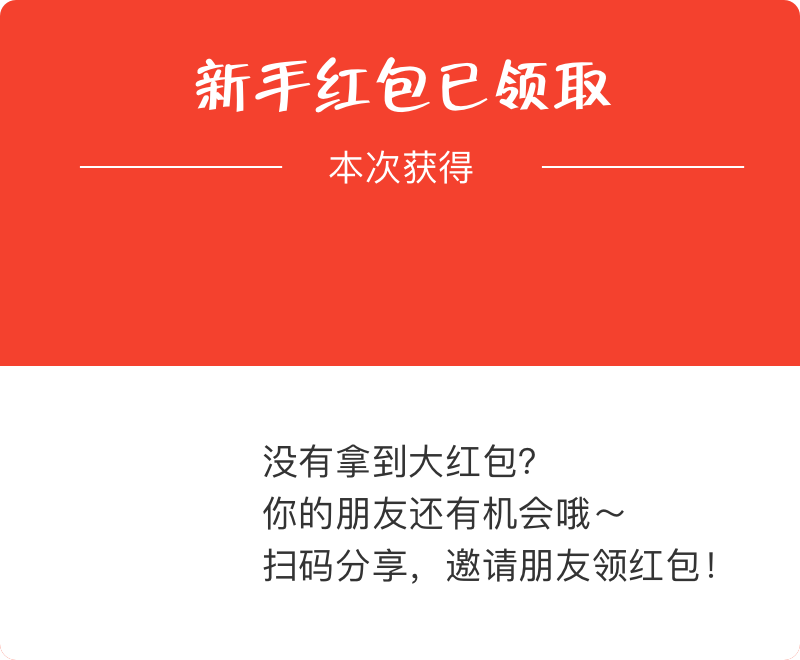 新手红包已领取
本次获得
没有拿到大红包?
你的朋友还有机会哦~
扫码分享，邀请朋友领红包!